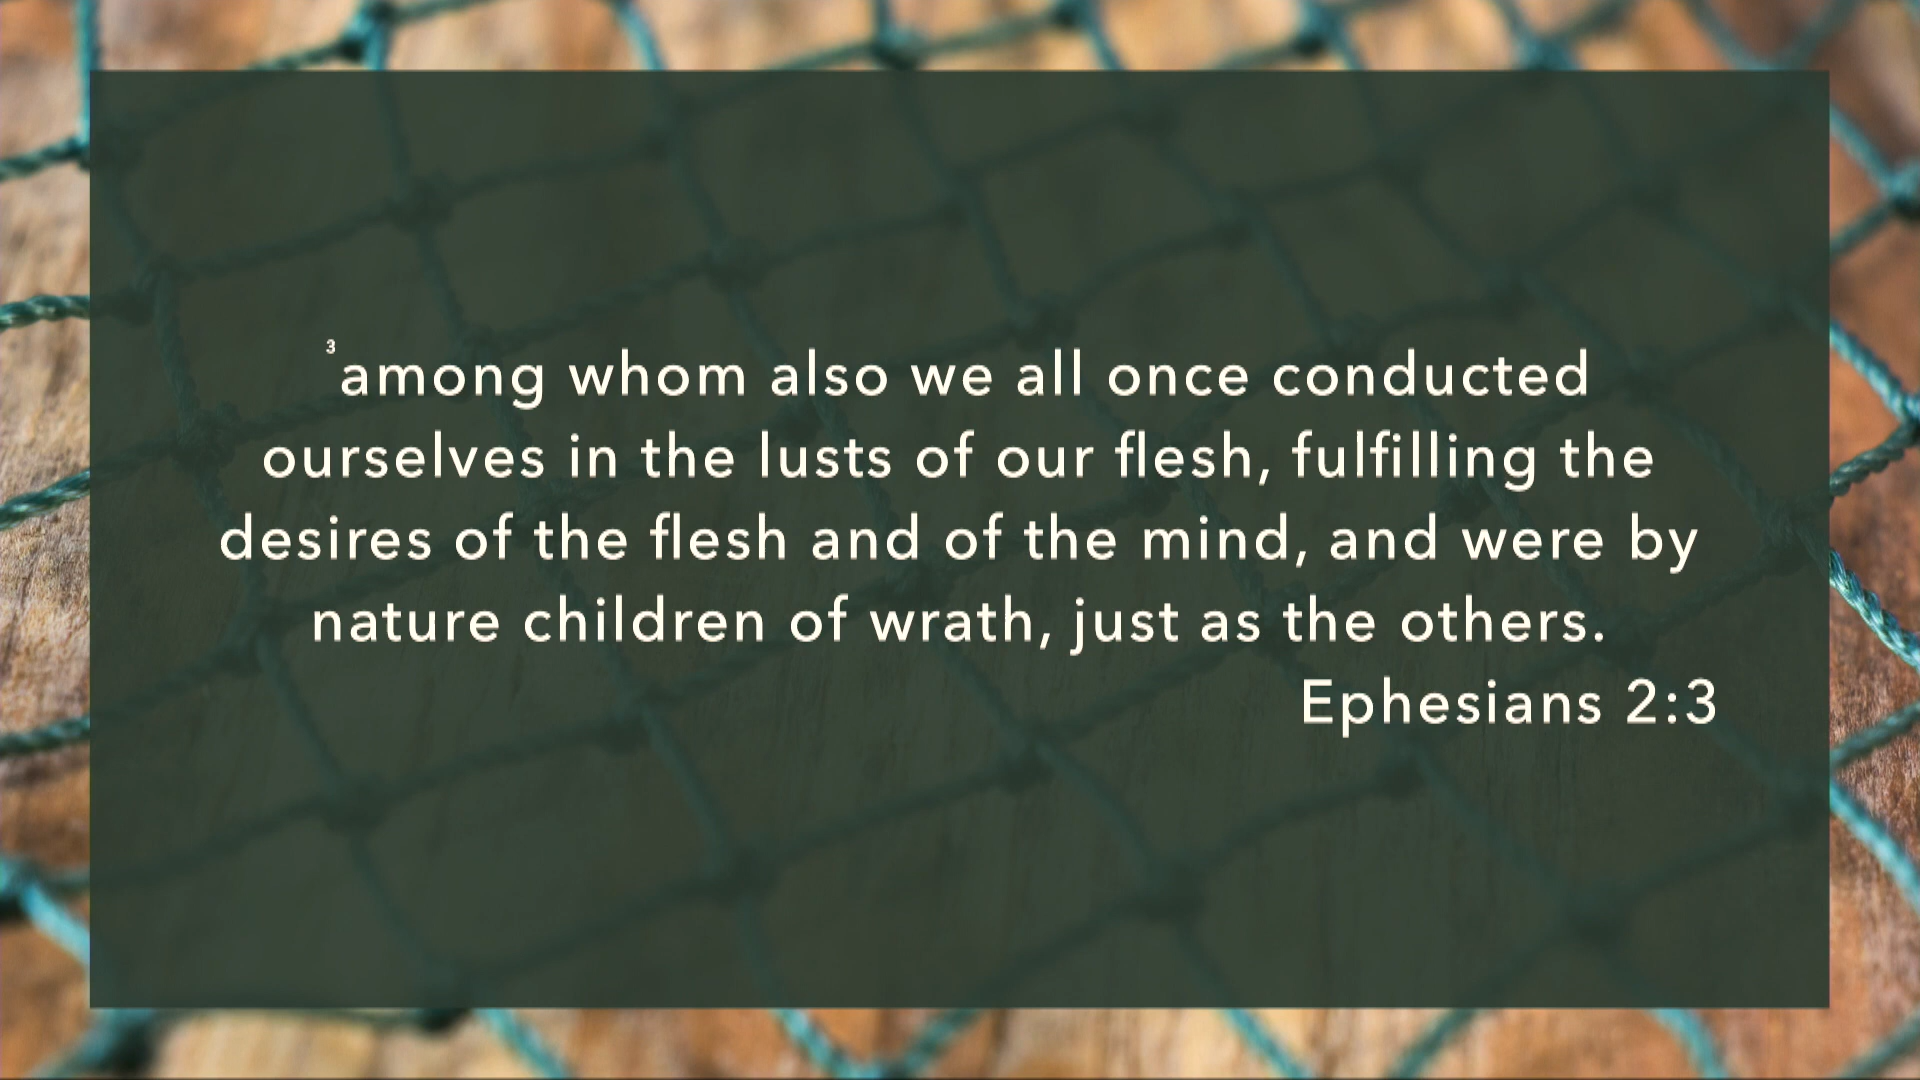 ³among whom also we all once conducted
ourselves in the lusts of our flesh, fulfilling the
desires of the flesh and of the mind, and were by
nature children of wrath, just as the others.
Ephesians 2:3